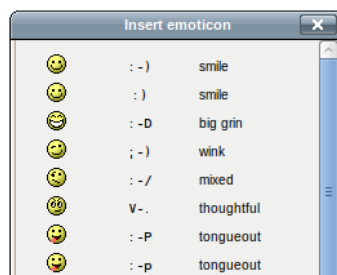 Insert emoticon
:-) smile
:) smile
:-D big grin
;-) wink
:-/ mixed
V-. thoughtful
:-P tongueout
:-p tongueout